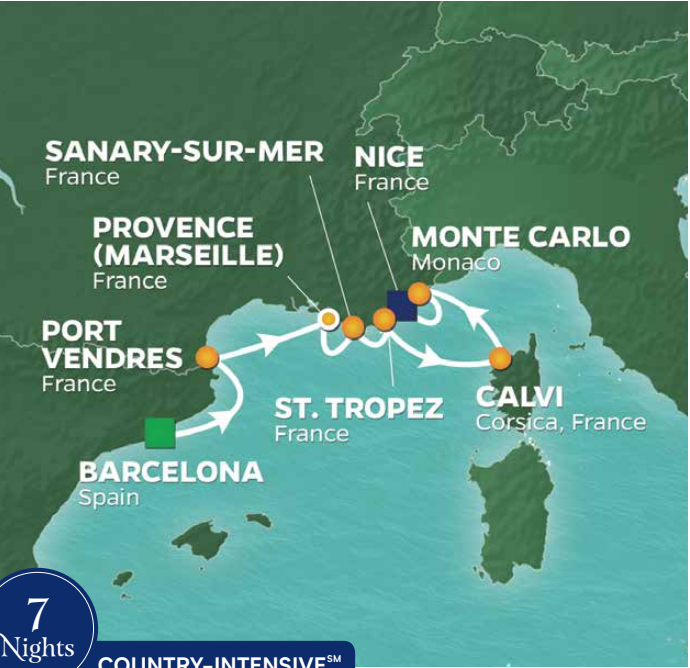 SANARY-SUR-MER
France
NICE
France
PROVENCE
(MARSEILLE)
France
MONTE CARLO
Monaco
PORT
VENDRES
France
ST. TROPEZ
France
CALVI
Corsica, France
BARCELONA
Spain
7
Nights
COUNTRY-INTENSIVE℠